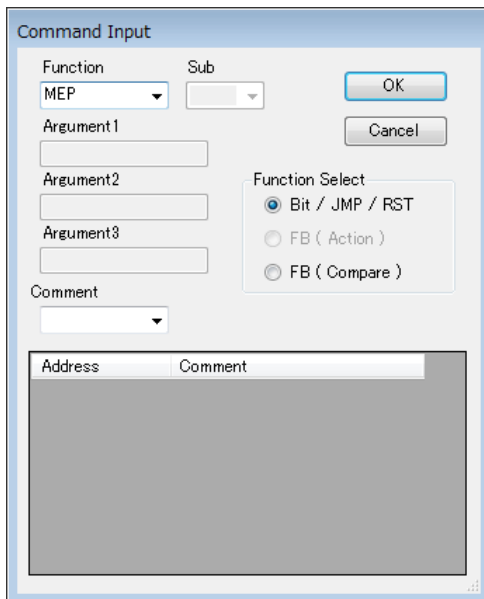 Command Input
Function Sub
MEP
OK
Argument1
Cancel
Argument2
Function Select
Bit / JMP / RST
Argument3
FB ( Action )
FB ( Compare )
Comment
Address Comment